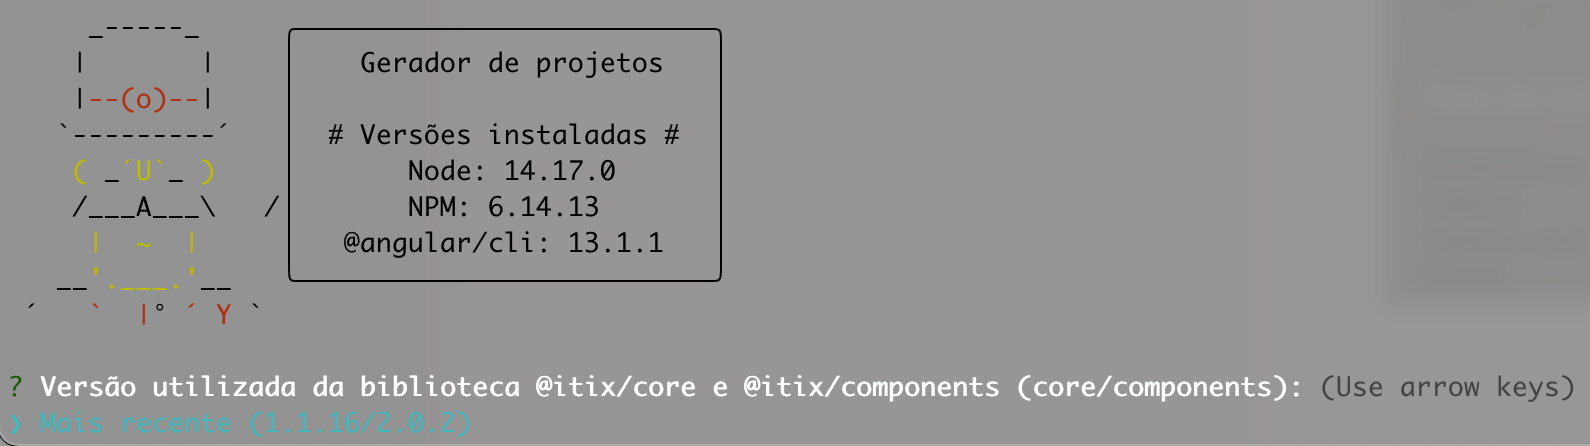 Gerador de projetos
# Versões instaladas #
Node: 14.17.0
NPM: 6.14.13
@angular/cli: 13.1.1
? Versão utilizada da biblioteca @itix/core e @itix/components (core/components): (Use arrow keys)
❯ Mais recente (1.1.16/2.0.2)